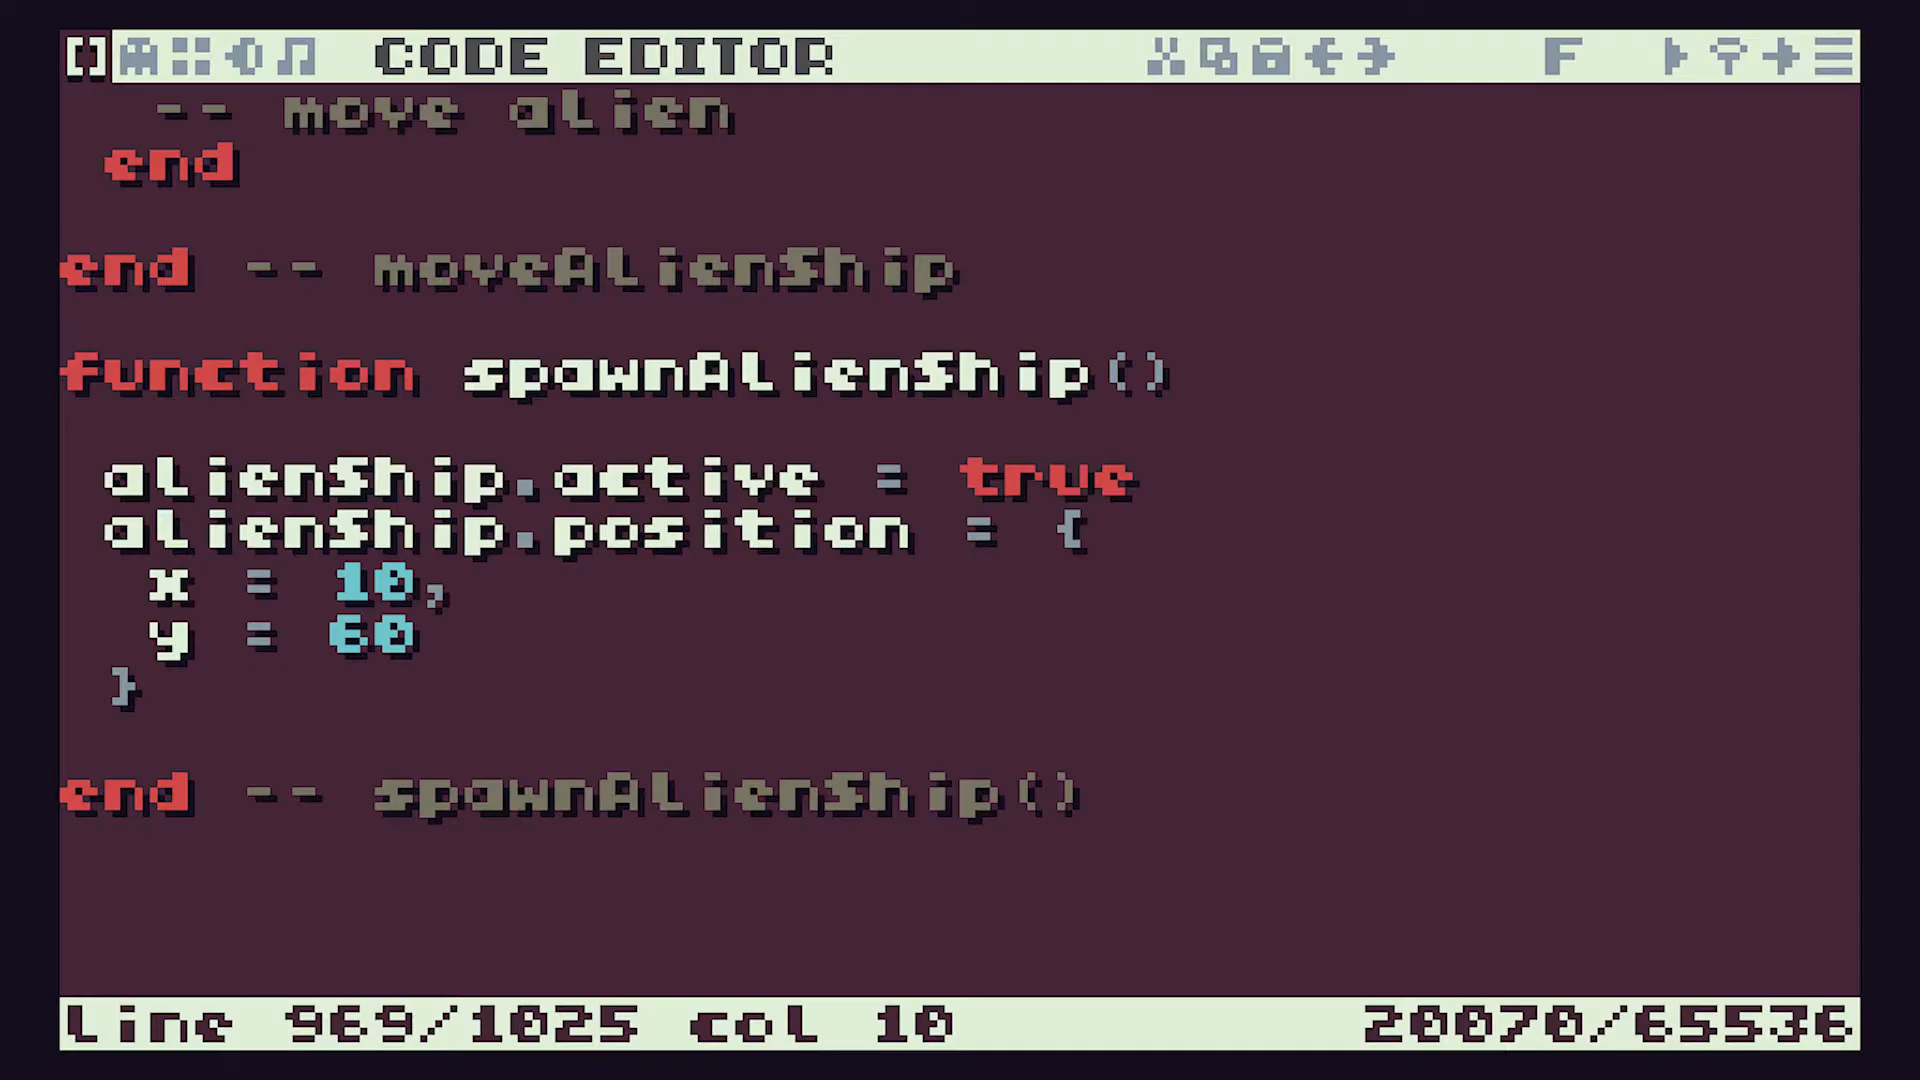 CODE EDITOR F
-- move alien
end
end -- moveAlienShip
function spawnAlienShip()
alienShip.active = true
alienShip.position = {
x = 10,
y = 60
}
end -- spawnAlienShip()
line 969/1025 col 10 20070/65536